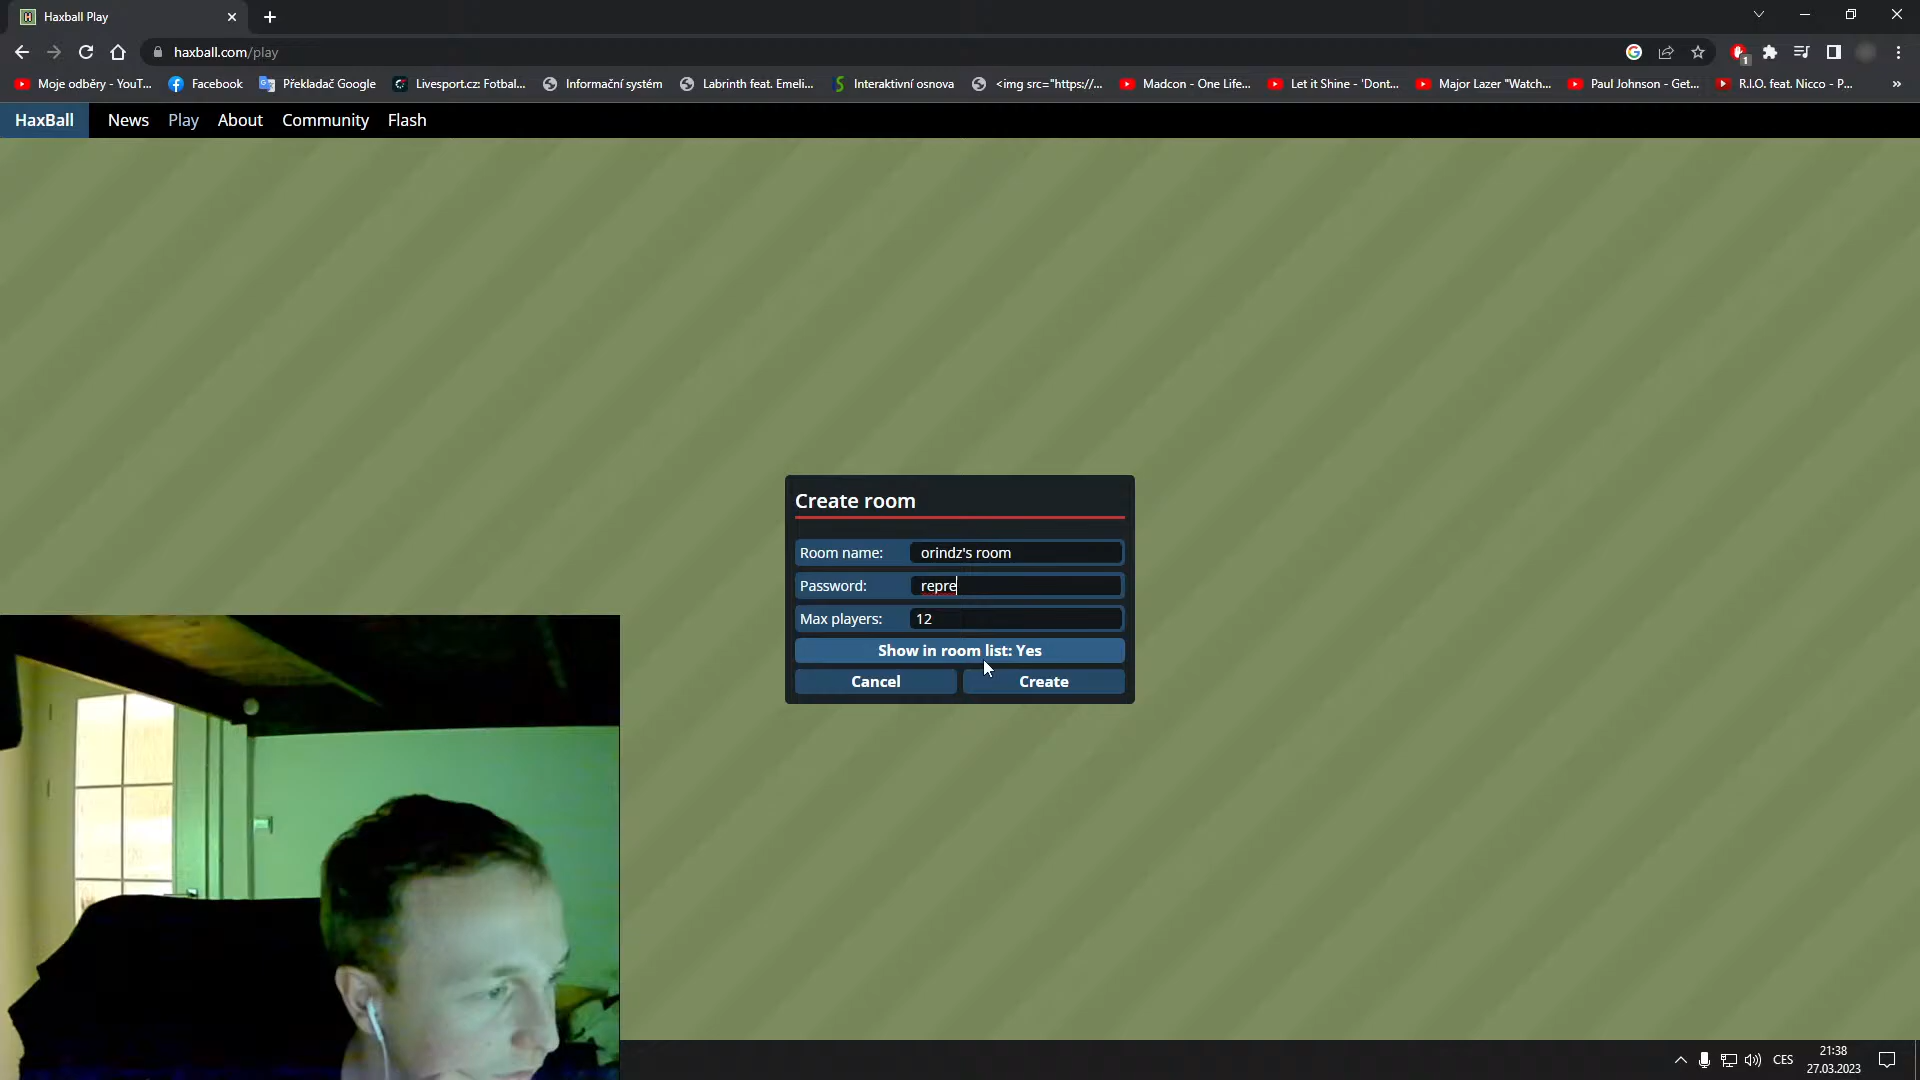 Haxball Play
haxball.com/play
1
Moje odběry - YouT...
Facebook
Překladač Google
Livesport.cz: Fotbal...
Informační systém
Labrinth feat. Emeli...
Interaktivní osnova
<img src="https://...
Madcon - One Life...
Let it Shine - 'Dont...
Major Lazer "Watch...
Paul Johnson - Get...
R.I.O. feat. Nicco - P...
HaxBall News Play About Community Flash
Create room
Room name: orindz's room
Password: repre
Max players: 12
Show in room list: Yes
Cancel Create
CES
21:38
27.03.2023